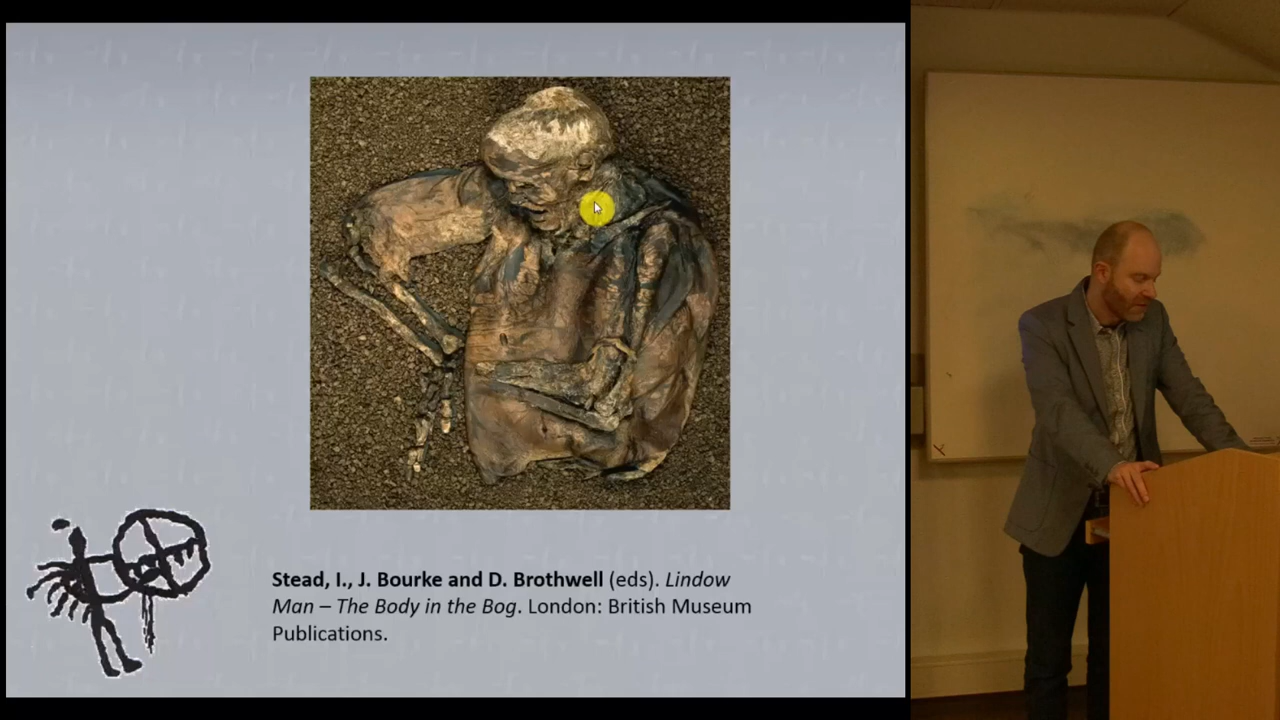 Stead, I., J. Bourke and D. Brothwell (eds). Lindow
Man – The Body in the Bog. London: British Museum
Publications.